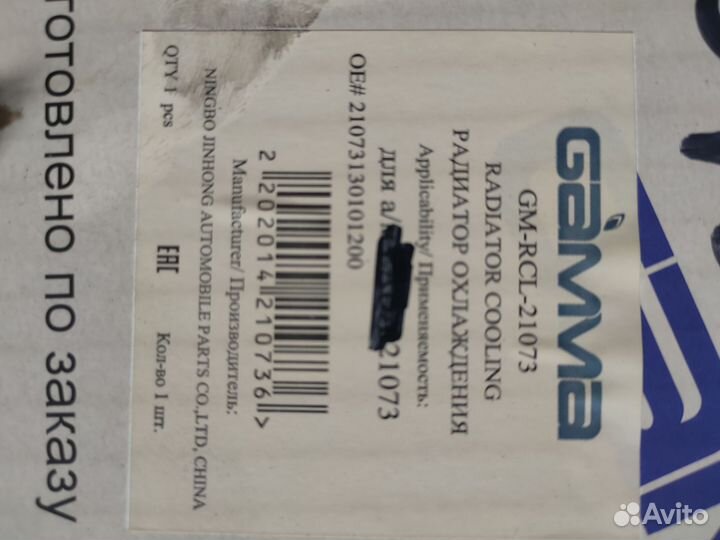 GAMMA
GM-RCL-21073
RADIATOR COOLING
РАДИАТОР ОХЛАЖДЕНИЯ
Applicability/ Применяемость:
для а/ 21073
OE# 21073130101200
2 202014 210736 >
Manufacturer/ Производитель:
NINGBO JINHONG AUTOMOBILE PARTS CO.,LTD, CHINA
QTY 1 pcs
EAC
Кол-во 1 шт.
готовлено по заказу
Avito